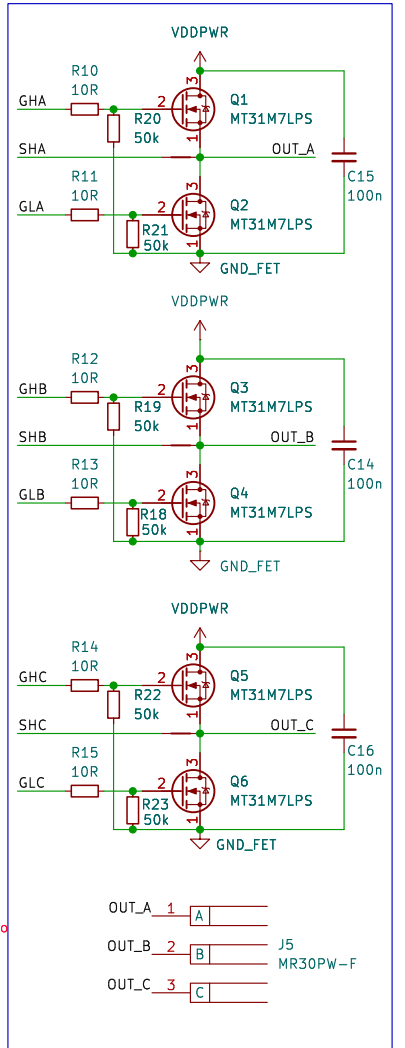 VDDPWR
R10
10R
GHA
2
3
Q1
MT31M7LPS
R20
50k
1
SHA
OUT_A
C15
100n
R11
10R
GLA
2
3
Q2
MT31M7LPS
R21
50k
1
GND_FET
VDDPWR
R12
10R
GHB
2
3
Q3
MT31M7LPS
R19
50k
1
SHB
OUT_B
C14
100n
R13
10R
GLB
2
3
Q4
MT31M7LPS
R18
50k
1
GND_FET
VDDPWR
R14
10R
GHC
2
3
Q5
MT31M7LPS
R22
50k
1
SHC
OUT_C
C16
100n
R15
10R
GLC
2
3
Q6
MT31M7LPS
R23
50k
1
GND_FET
OUT_A 1 A
OUT_B 2 B
J5
MR30PW-F
OUT_C 3 C